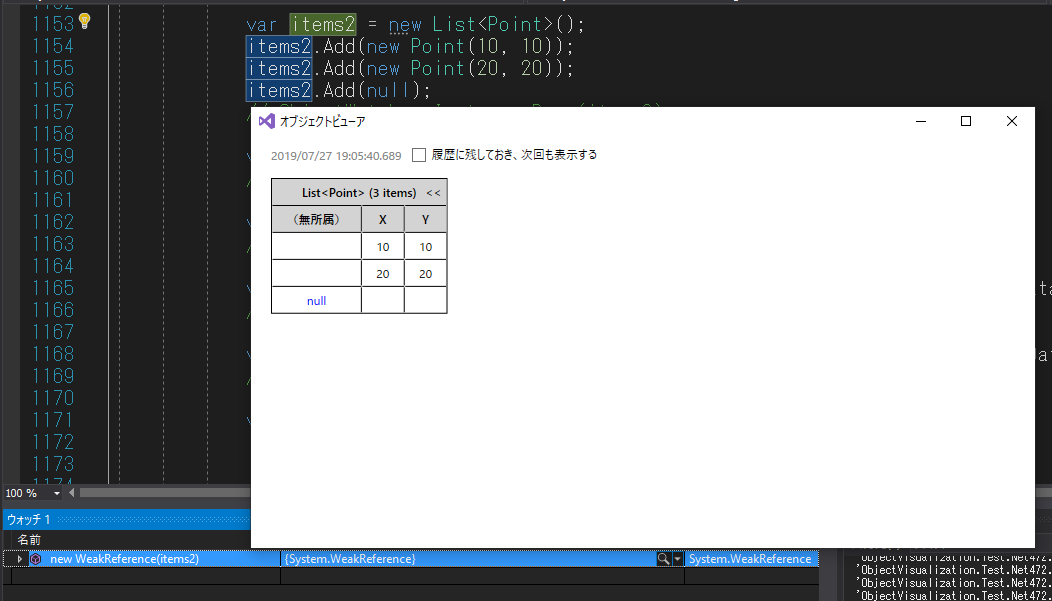 1153 var items2 = new List<Point>();
1154 items2.Add(new Point(10, 10));
1155 items2.Add(new Point(20, 20));
1156 items2.Add(null);
1157
1158
1159
1160
1161
1162
1163
1164
1165
1166
1167
1168
1169
1170
1171
1172
1173
オブジェクトビューア
2019/07/27 19:05:40.689 履歴に残しておき、次回も表示する
List<Point> (3 items) <<
（無所属） X Y
10 10
20 20
null
100 %
ウォッチ 1
名前
new WeakReference(items2) {System.WeakReference} System.WeakReference
'ObjectVisualization.Test.Net472.
'ObjectVisualization.Test.Net472.
'ObjectVisualization.Test.Net472.
'ObjectVisualization.Test.Net472.